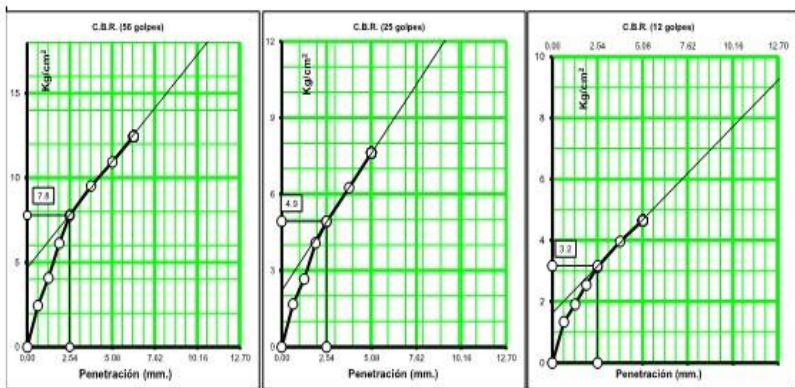 C.B.R. (56 golpes)
Kg/cm²
15
10
7.8
5
0
0.00 2.54 5.08 7.62 10.16 12.70
Penetración (mm.)
C.B.R. (25 golpes)
12
Kg/cm²
9
6
4.9
3
0
0.00 2.54 5.08 7.62 10.16 12.70
Penetración (mm.)
C.B.R. (12 golpes)
0.00 2.54 5.08 7.62 10.16 12.70
10
Kg/cm²
8
6
4
3.2
2
0
Penetración (mm.)